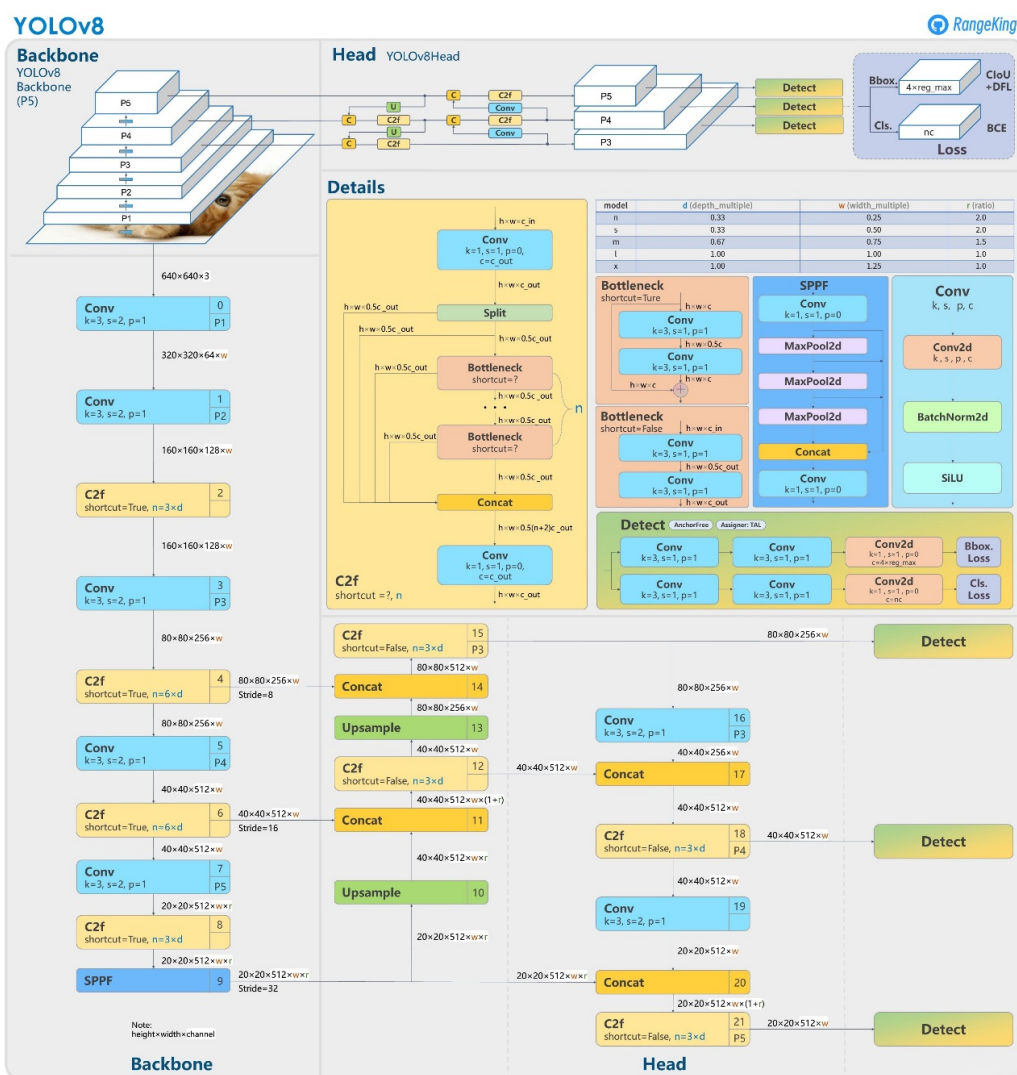 YOLOv8
RangeKing
Backbone
YOLOv8
Backbone
(P5)
P5
P4
P3
P2
P1
Head YOLOv8Head
C
C2f
U
Conv
C
C2f
C
C2f
U
Conv
C
C2f
P5
P4
P3
Detect
Detect
Detect
Bbox.
4×reg_max
CIoU
+DFL
Cls.
nc
BCE
Loss
Details
h×w×c_in
Conv
k=1, s=1, p=0,
c=c_out
h×w×c_out
h×w×0.5c_out
Split
h×w×0.5c_out
h×w×0.5c_out
h×w×0.5c_out
Bottleneck
shortcut=?
h×w×0.5c_out
• • •
n
h×w×0.5c_out
h×w×0.5c_out
Bottleneck
shortcut=?
h×w×0.5c_out
Concat
h×w×0.5(n+2)c_out
Conv
k=1, s=1, p=0,
c=c_out
h×w×c_out
C2f
shortcut =?, n
model d (depth_multiple) w (width_multiple) r (ratio)
n 0.33 0.25 2.0
s 0.33 0.50 2.0
m 0.67 0.75 1.5
l 1.00 1.00 1.0
x 1.00 1.25 1.0
Bottleneck
shortcut=Ture
h×w×c
Conv
k=3, s=1, p=1
h×w×0.5c
Conv
k=3, s=1, p=1
h×w×c
h×w×c
+
Bottleneck
shortcut=False
h×w×c_in
Conv
k=3, s=1, p=1
h×w×0.5c_out
Conv
k=3, s=1, p=1
h×w×c_out
SPPF
Conv
k=1, s=1, p=0
MaxPool2d
MaxPool2d
MaxPool2d
Concat
Conv
k=1, s=1, p=0
Conv
k, s, p, c
Conv2d
k, s, p, c
BatchNorm2d
SiLU
Detect AnchorFree Assigner: TAL
Conv
k=3, s=1, p=1
Conv
k=3, s=1, p=1
Conv2d
k=1, s=1, p=0
c=4×reg_max
Bbox.
Loss
Conv
k=3, s=1, p=1
Conv
k=3, s=1, p=1
Conv2d
k=1, s=1, p=0
c=nc
Cls.
Loss
640×640×3
Conv 0
k=3, s=2, p=1 P1
320×320×64×w
Conv 1
k=3, s=2, p=1 P2
160×160×128×w
C2f 2
shortcut=True, n=3×d
160×160×128×w
Conv 3
k=3, s=2, p=1 P3
80×80×256×w
C2f 4
shortcut=True, n=6×d
80×80×256×w
Stride=8
80×80×256×w
Conv 5
k=3, s=2, p=1 P4
40×40×512×w
C2f 6
shortcut=True, n=6×d
40×40×512×w
Stride=16
40×40×512×w
Conv 7
k=3, s=2, p=1 P5
20×20×512×w×r
C2f 8
shortcut=True, n=3×d
20×20×512×w×r
SPPF 9
20×20×512×w×r
Stride=32
Note:
height×width×channel
Backbone
C2f 15
shortcut=False, n=3×d P3
80×80×512×w
Concat 14
80×80×256×w
Upsample 13
40×40×512×w
C2f 12
shortcut=False, n=3×d
40×40×512×w×(1+r)
Concat 11
40×40×512×w×r
Upsample 10
20×20×512×w×r
80×80×256×w
Detect
80×80×256×w
Conv 16
k=3, s=2, p=1 P3
40×40×256×w
40×40×512×w
Concat 17
40×40×512×w
C2f 18
shortcut=False, n=3×d P4
40×40×512×w
Detect
40×40×512×w
Conv 19
k=3, s=2, p=1
20×20×512×w
20×20×512×w×r
Concat 20
20×20×512×w×(1+r)
C2f 21
shortcut=False, n=3×d P5
20×20×512×w
Detect
Head